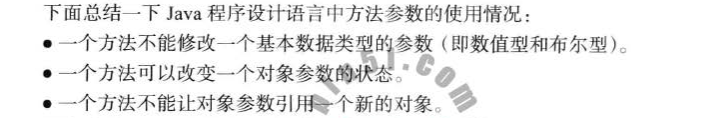 下面总结一下 Java 程序设计语言中方法参数的使用情况：
● 一个方法不能修改一个基本数据类型的参数（即数值型和布尔型）。
● 一个方法可以改变一个对象参数的状态。
● 一个方法不能让对象参数引用一个新的对象。